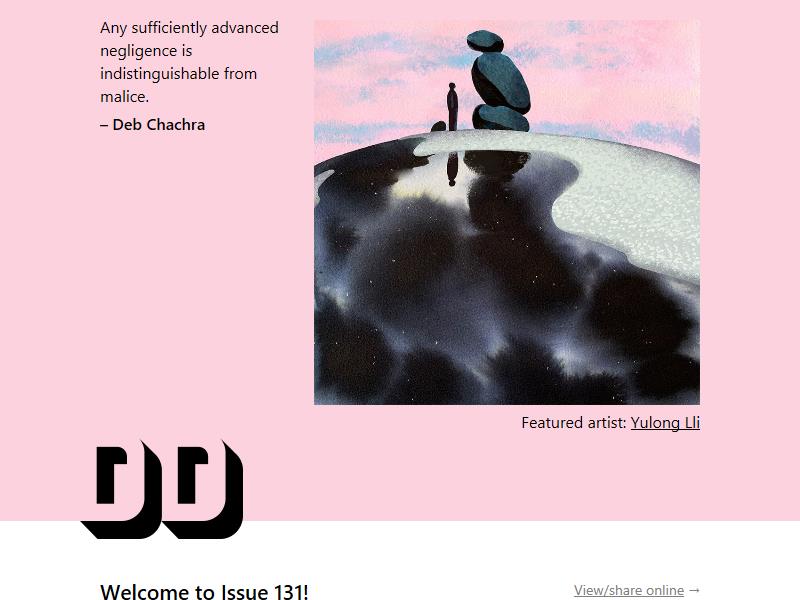 Any sufficiently advanced
negligence is
indistinguishable from
malice.
– Deb Chachra
Featured artist: Yulong Lli
DD
Welcome to Issue 131!
View/share online →